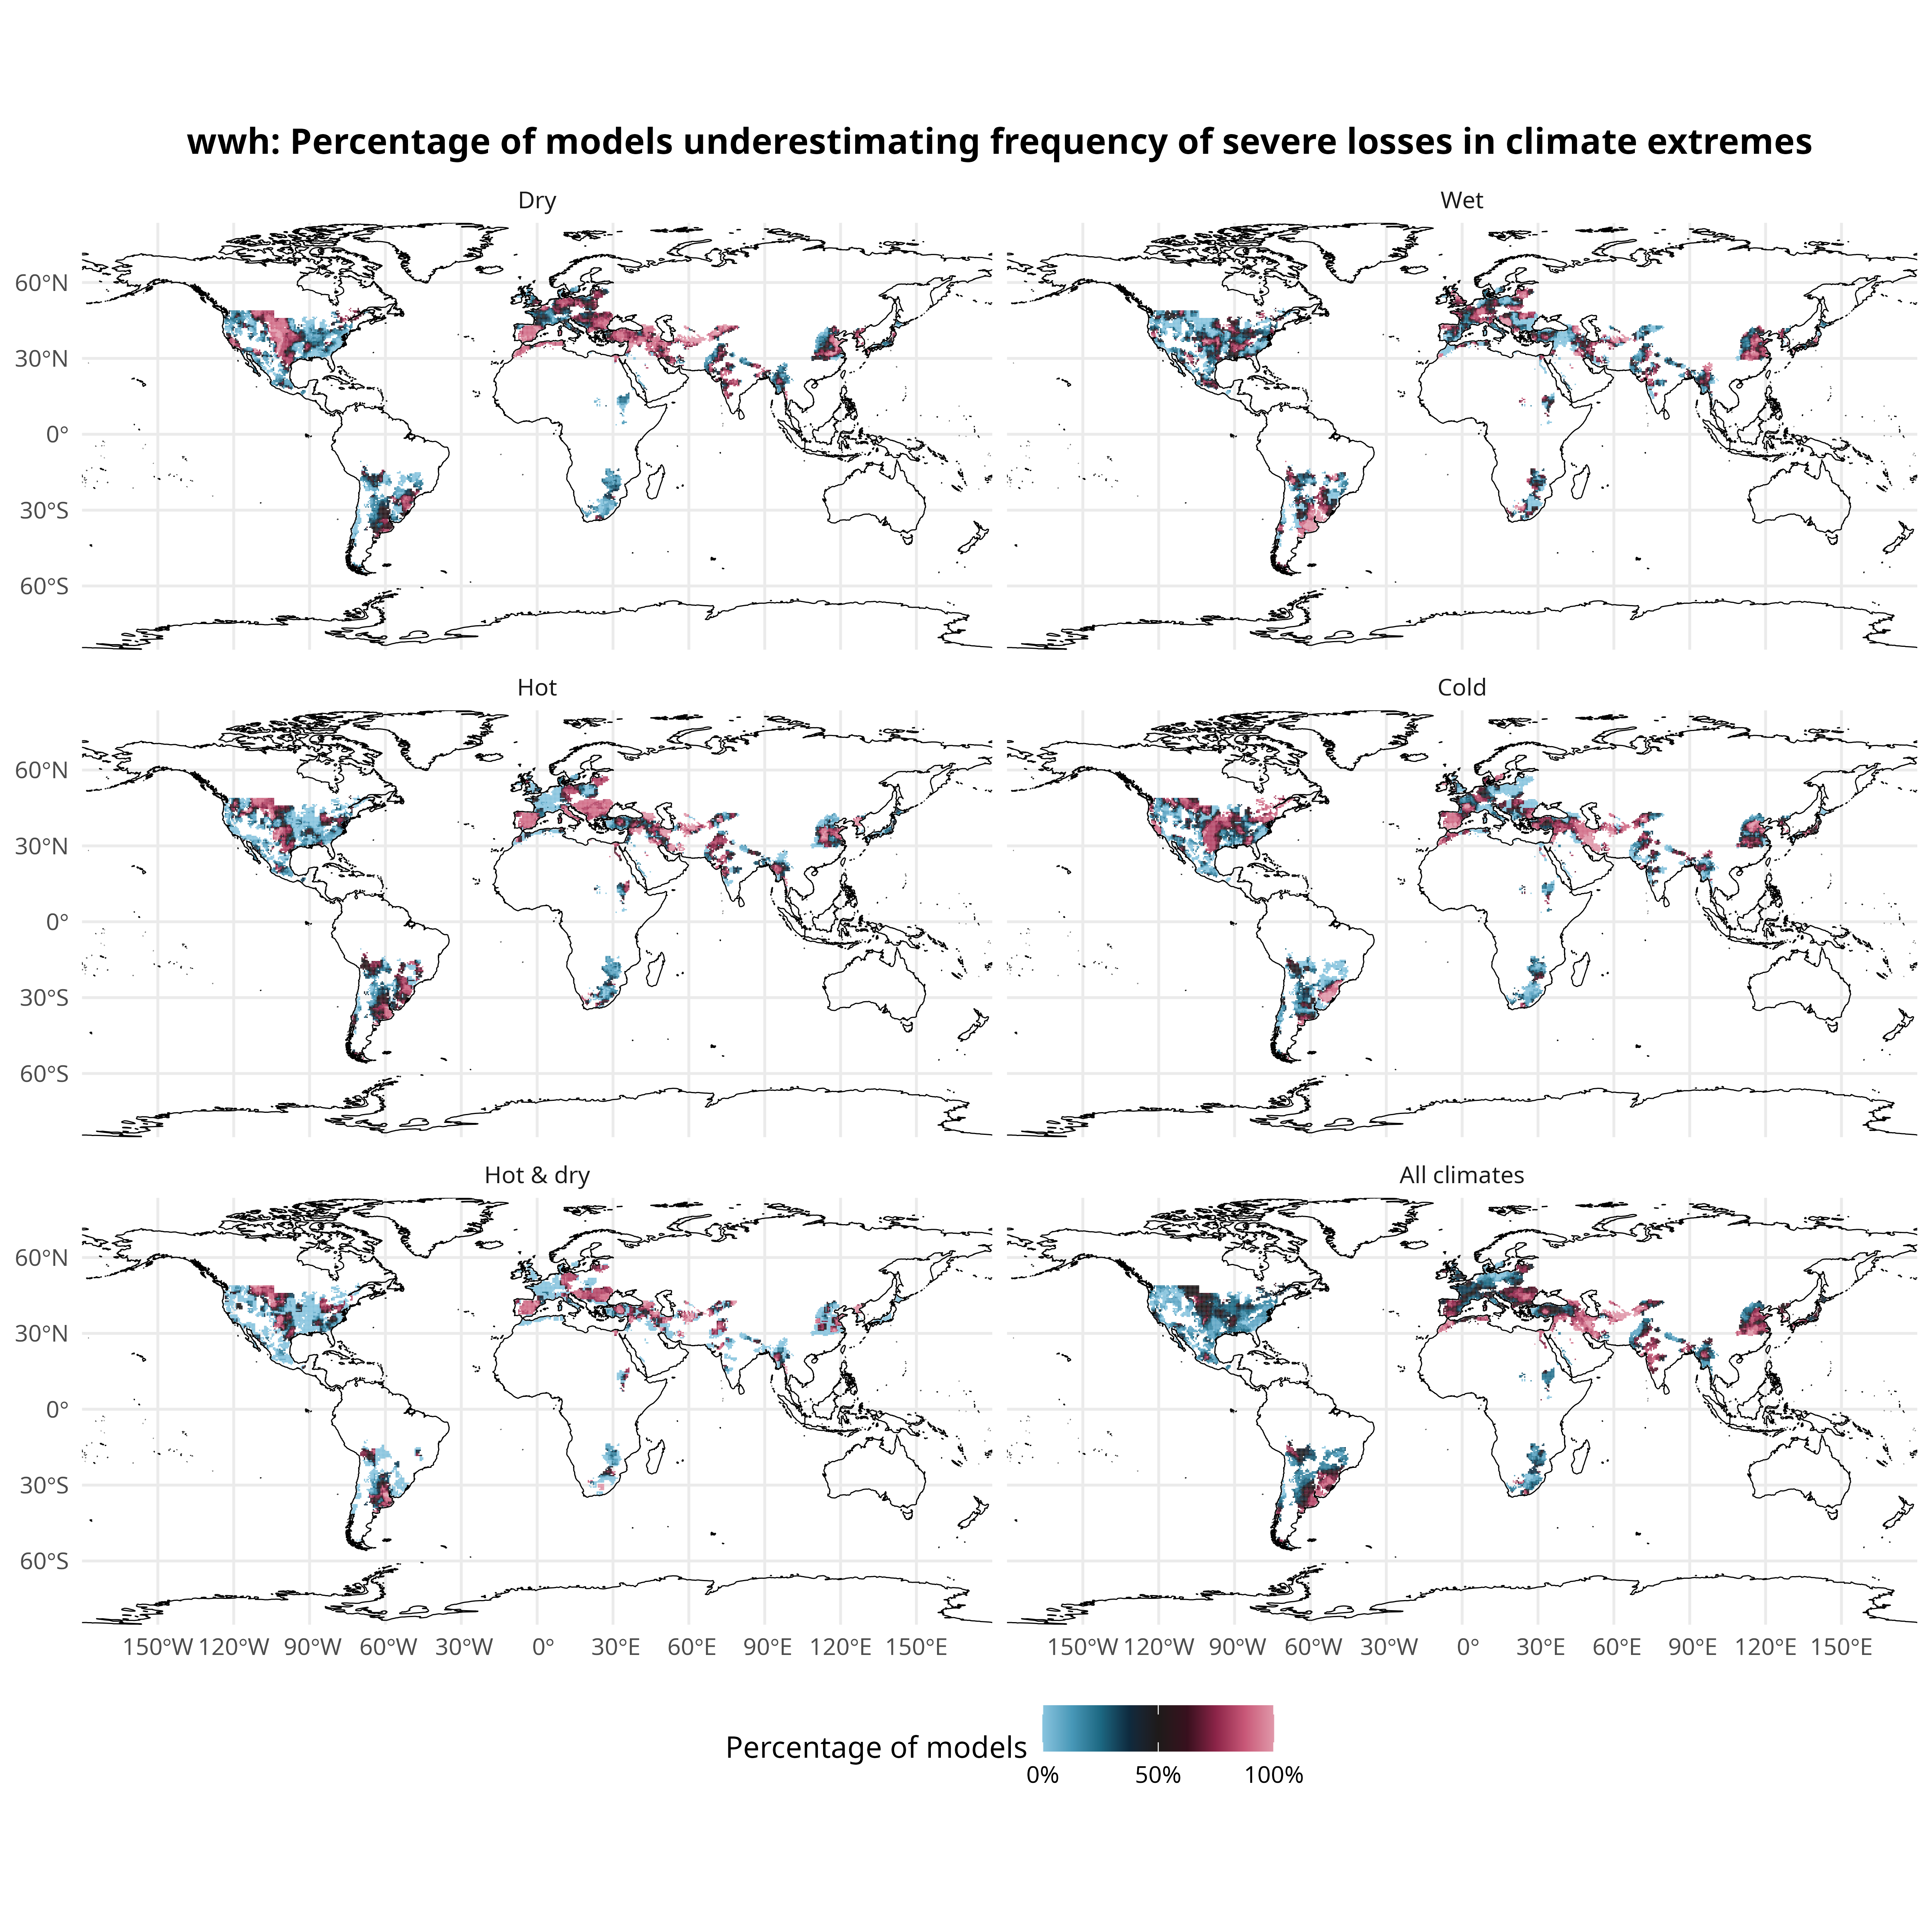 wwh: Percentage of models underestimating frequency of severe losses in climate extremes
Dry
Wet
60°N
30°N
0°
30°S
60°S
Hot
Cold
60°N
30°N
0°
30°S
60°S
Hot & dry
All climates
60°N
30°N
0°
30°S
60°S
150°W 120°W 90°W 60°W 30°W 0° 30°E 60°E 90°E 120°E 150°E
150°W 120°W 90°W 60°W 30°W 0° 30°E 60°E 90°E 120°E 150°E
Percentage of models
0% 50% 100%